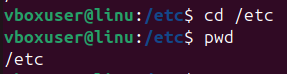 vboxuser@linu:/etc$ cd /etc
vboxuser@linu:/etc$ pwd
/etc